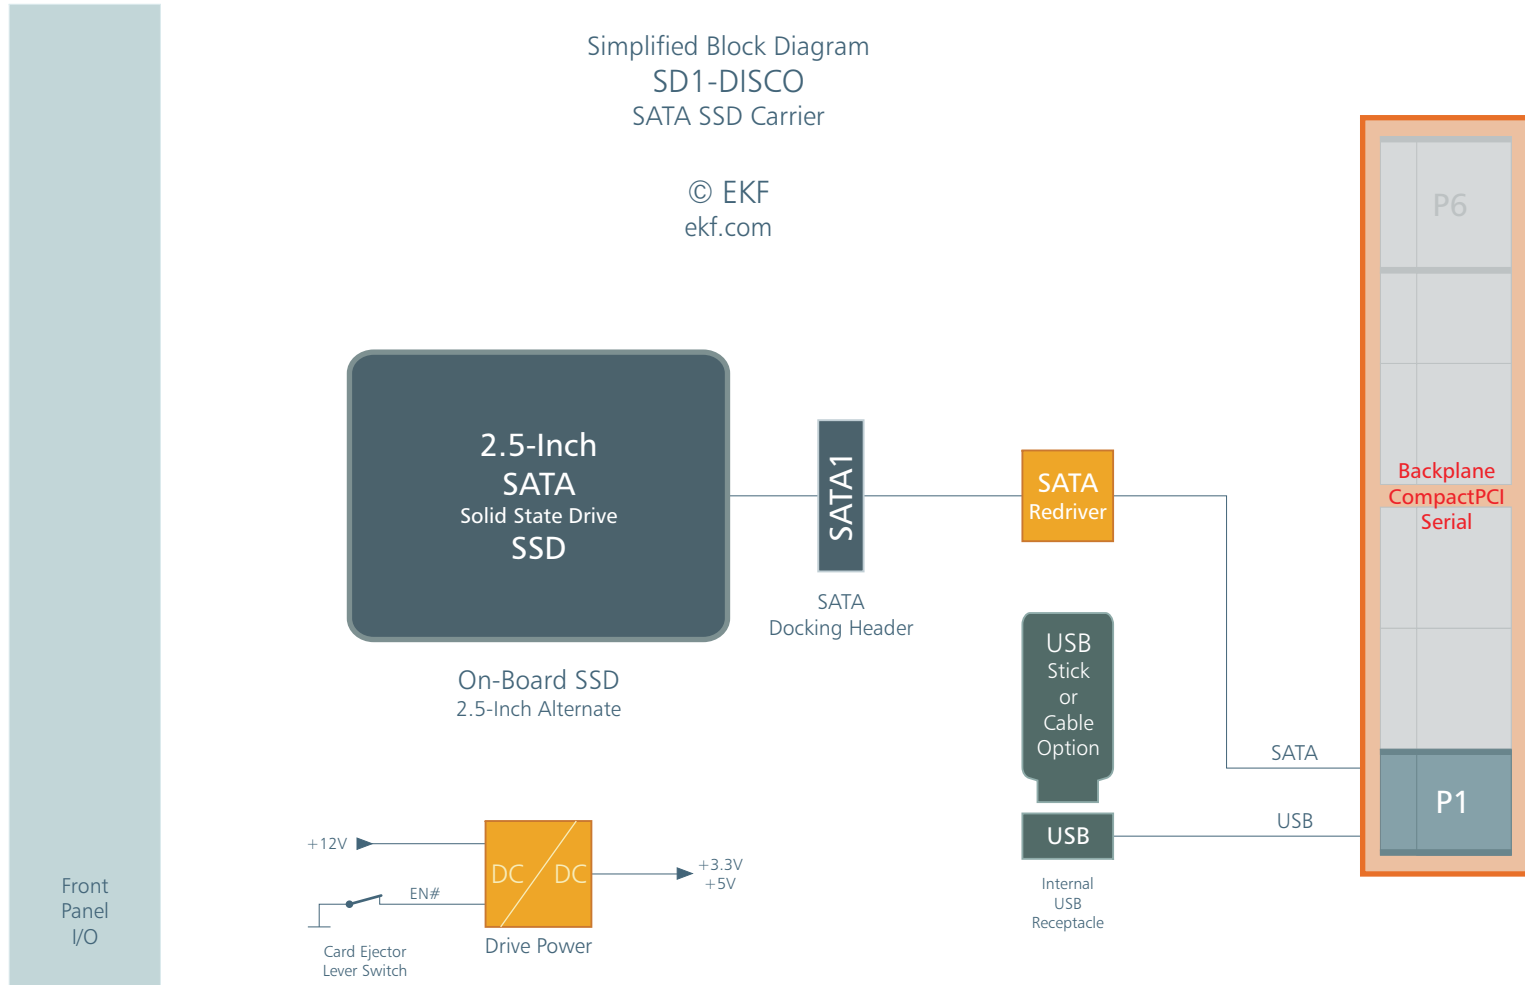 Simplified Block Diagram
SD1-DISCO
SATA SSD Carrier
© EKF
ekf.com
P6
2.5-Inch
SATA
Solid State Drive
SSD
SATA1
SATA
Redriver
Backplane
CompactPCI
Serial
SATA
Docking Header
USB
Stick
or
Cable
Option
On-Board SSD
2.5-Inch Alternate
SATA
P1
USB
USB
Internal
USB
Receptacle
+12V
DC
DC
+3.3V
+5V
EN#
Drive Power
Card Ejector
Lever Switch
Front
Panel
I/O